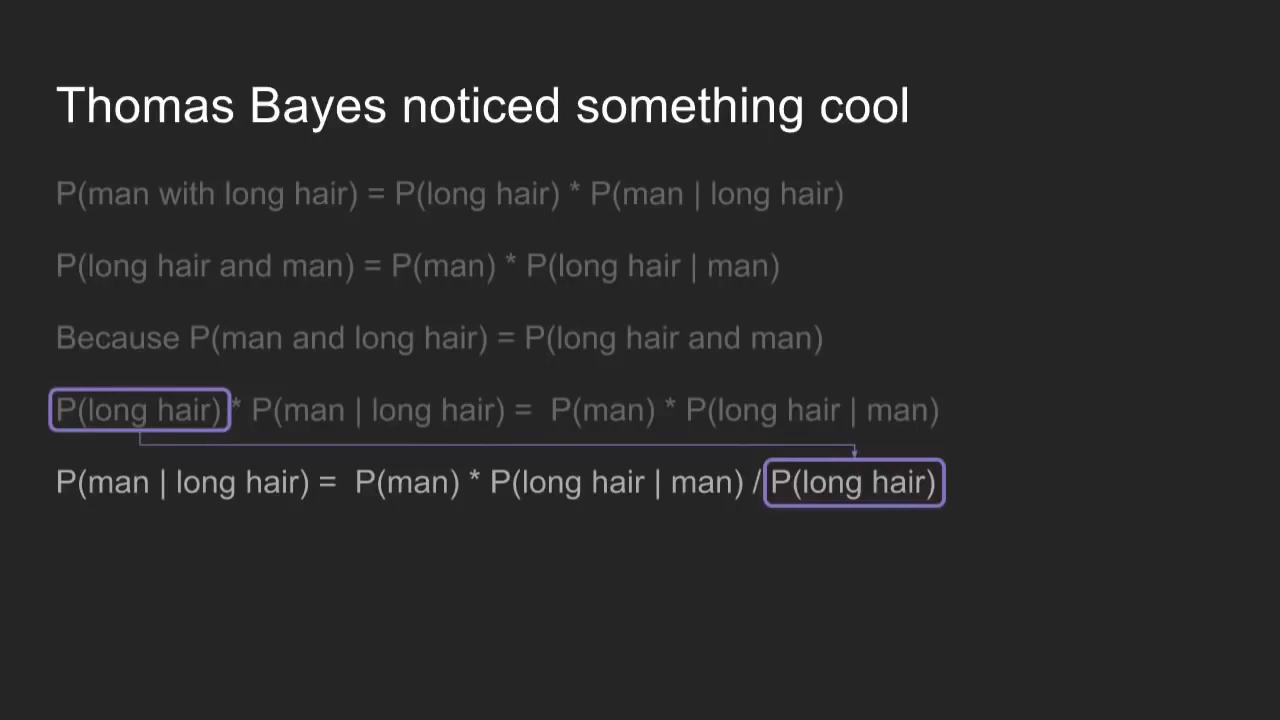 Thomas Bayes noticed something cool
P(man with long hair) = P(long hair) * P(man | long hair)
P(long hair and man) = P(man) * P(long hair | man)
Because P(man and long hair) = P(long hair and man)
P(long hair) * P(man | long hair) = P(man) * P(long hair | man)
P(man | long hair) = P(man) * P(long hair | man) / P(long hair)